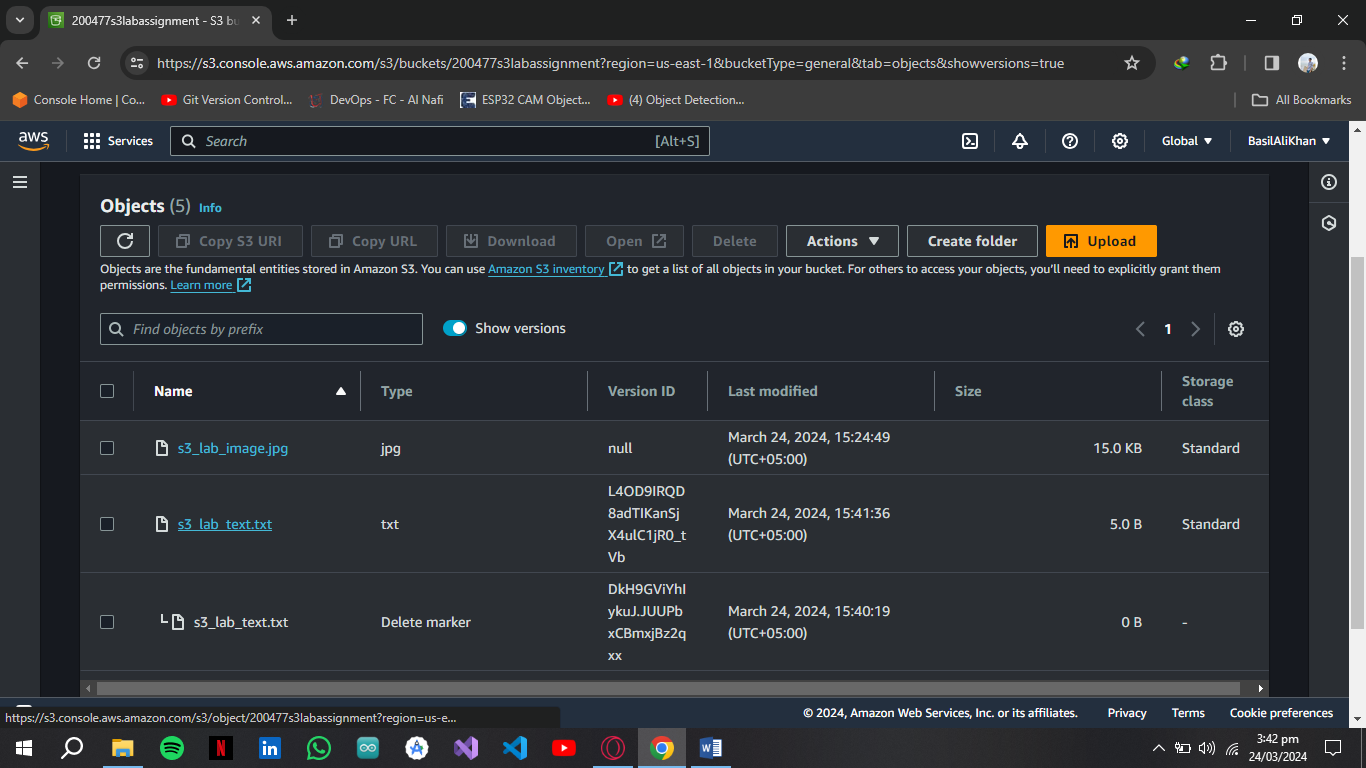 200477s3labassignment - S3 bu
https://s3.console.aws.amazon.com/s3/buckets/200477s3labassignment?region=us-east-1&bucketType=general&tab=objects&showversions=true
Console Home | Co... Git Version Control... DevOps - FC - Al Nafi ESP32 CAM Object... (4) Object Detection... All Bookmarks
aws Services Search [Alt+S] Global BasilAliKhan
Objects (5) Info
Copy S3 URI Copy URL Download Open Delete Actions Create folder Upload
Objects are the fundamental entities stored in Amazon S3. You can use Amazon S3 inventory to get a list of all objects in your bucket. For others to access your objects, you'll need to explicitly grant them
permissions. Learn more
Find objects by prefix Show versions 1
Name Type Version ID Last modified Size Storage
class
s3_lab_image.jpg jpg null March 24, 2024, 15:24:49
(UTC+05:00) 15.0 KB Standard
s3_lab_text.txt txt L4OD9IRQD
8adTIKanSj
X4ulC1jR0_t
Vb March 24, 2024, 15:41:36
(UTC+05:00) 5.0 B Standard
s3_lab_text.txt Delete marker DkH9GViYhI
ykuJ.JUUPb
xCBmxjBz2q
xx March 24, 2024, 15:40:19
(UTC+05:00) 0 B -
https://s3.console.aws.amazon.com/s3/object/200477s3labassignment?region=us-e...
© 2024, Amazon Web Services, Inc. or its affiliates. Privacy Terms Cookie preferences
3:42 pm
24/03/2024